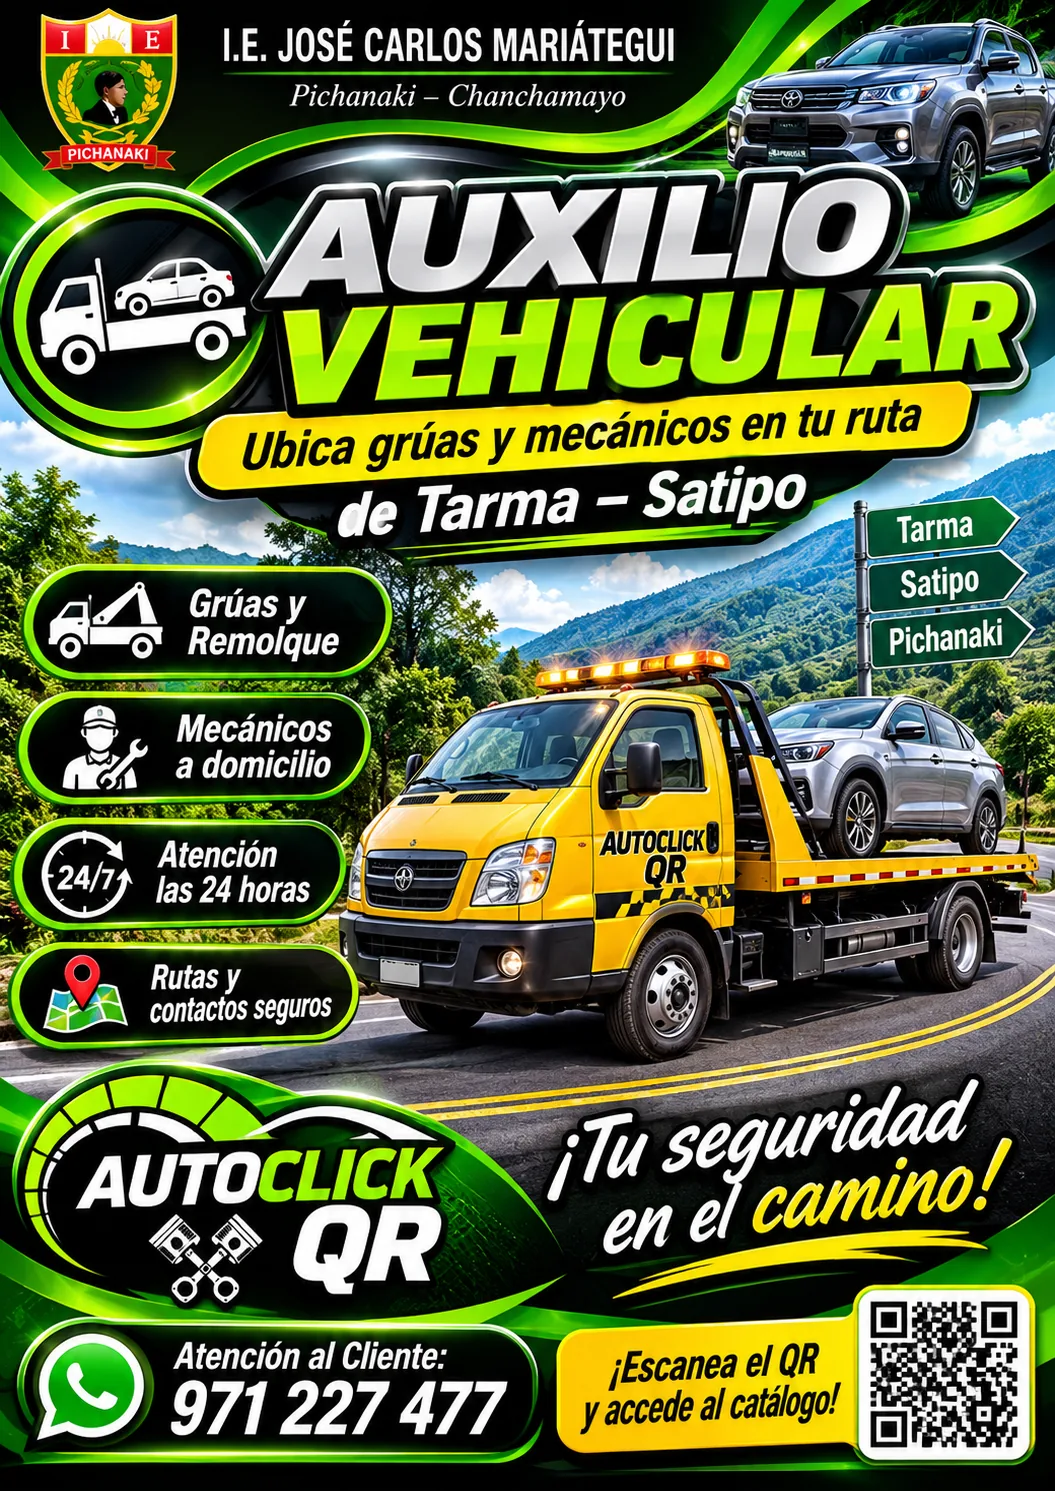 I E
PICHANAKI
I.E. JOSÉ CARLOS MARIÁTEGUI
Pichanaki – Chanchamayo
AUXILIO
VEHICULAR
Ubica grúas y mecánicos en tu ruta
de Tarma – Satipo
Tarma
Satipo
Pichanaki
Grúas y
Remolque
Mecánicos
a domicilio
24/7
Atención
las 24 horas
Rutas y
contactos seguros
AUTOCLICK
QR
AUTOCLICK
QR
¡Tu seguridad
en el camino!
Atención al Cliente:
971 227 477
¡Escanea el QR
y accede al catálogo!